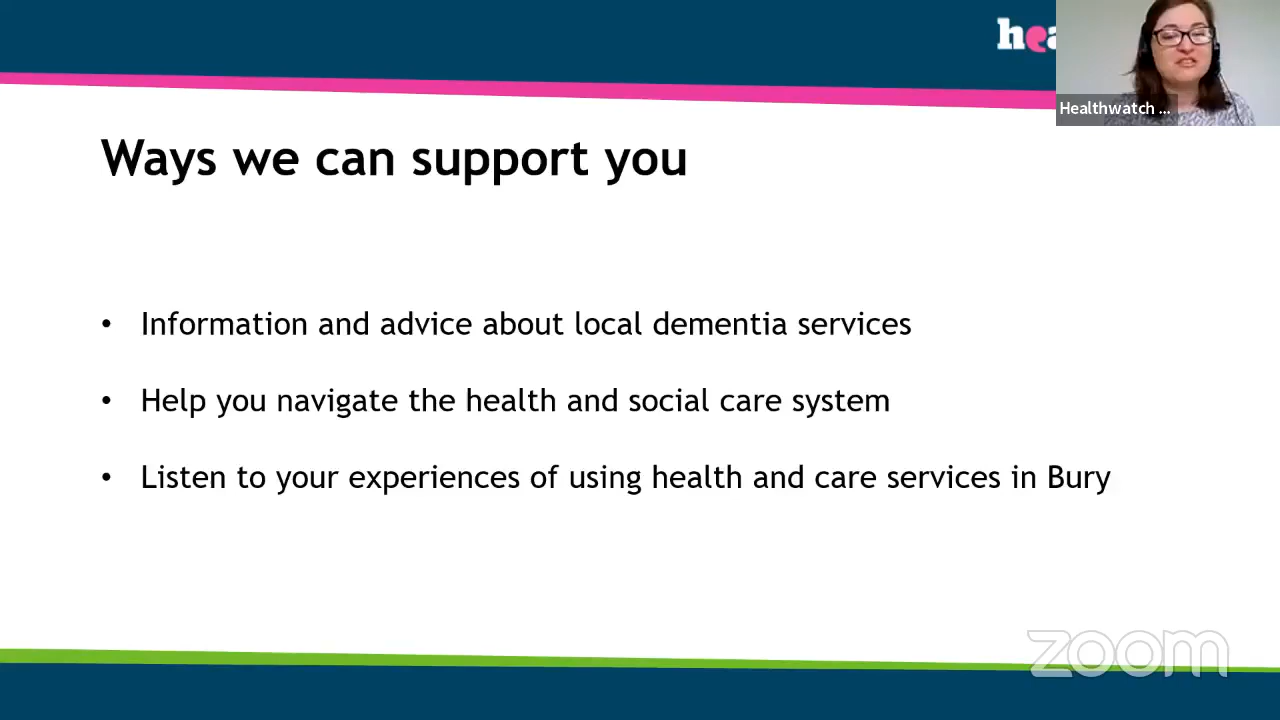 hea
Healthwatch ...
Ways we can support you
• Information and advice about local dementia services
• Help you navigate the health and social care system
• Listen to your experiences of using health and care services in Bury
zoom